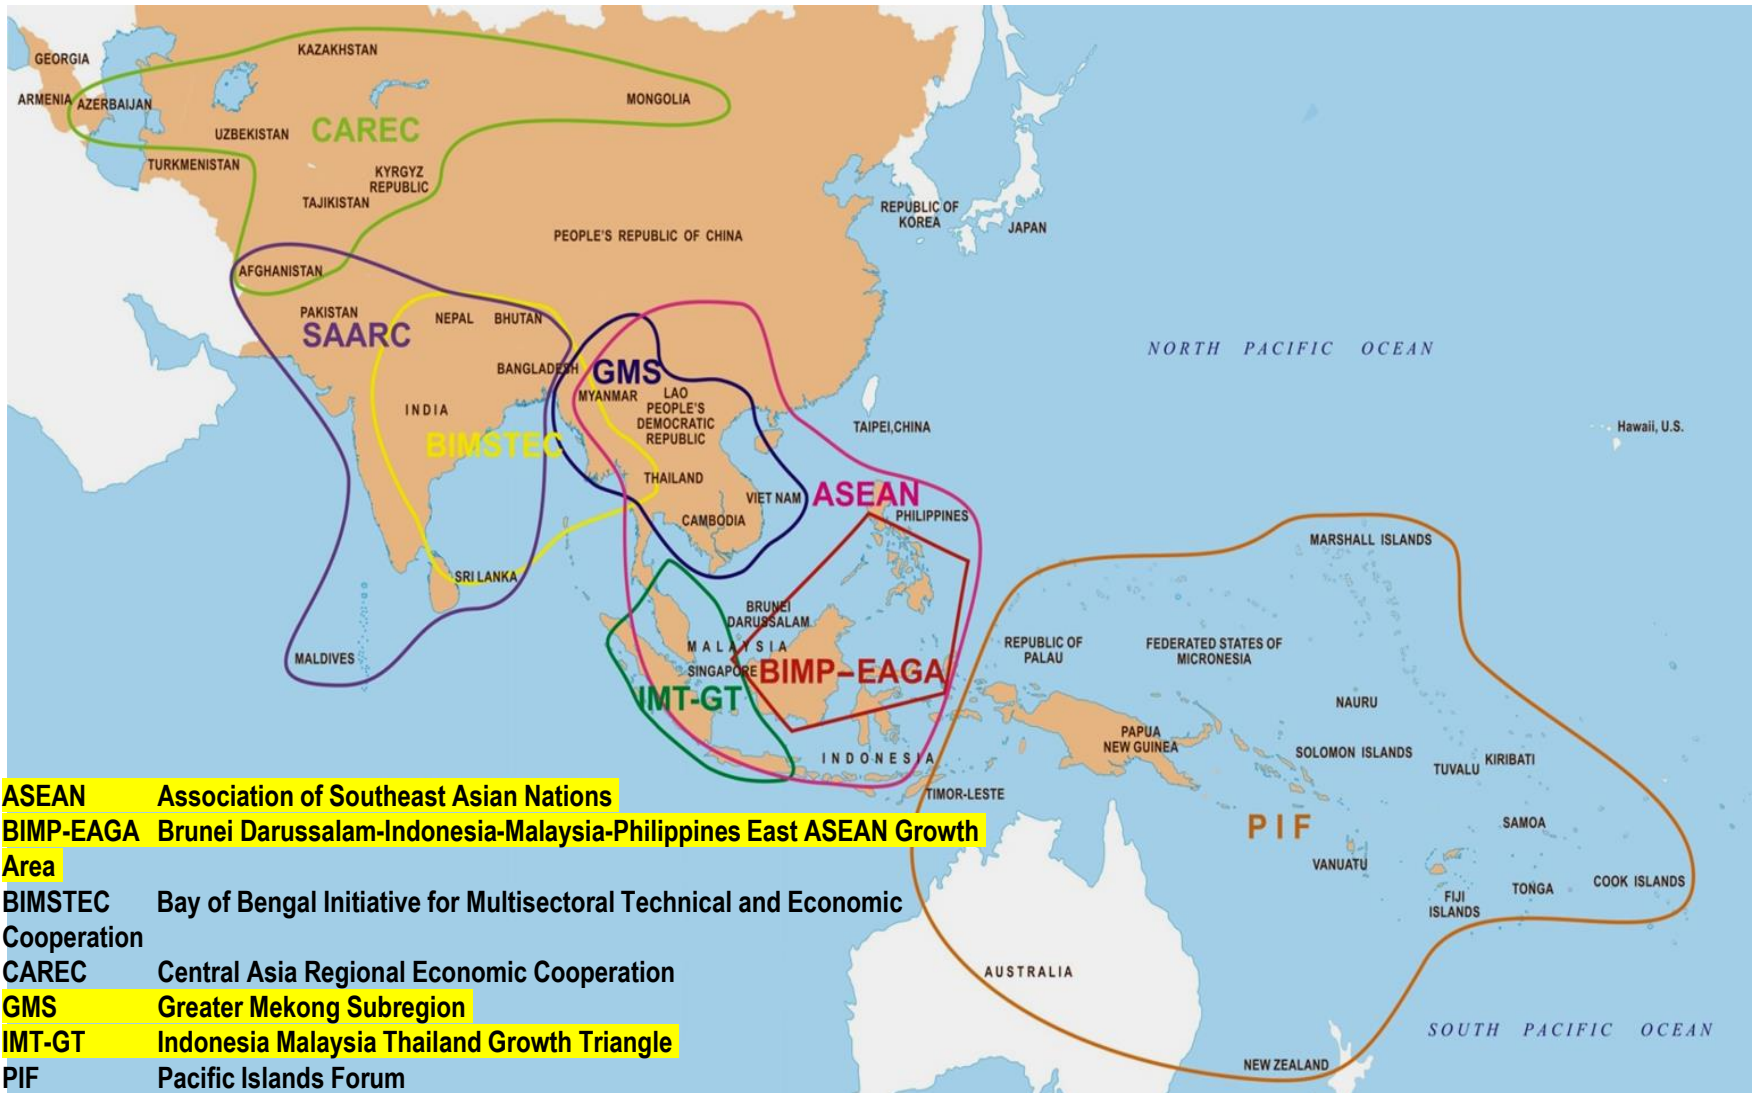 KAZAKHSTAN
GEORGIA
ARMENIA
AZERBAIJAN
MONGOLIA
UZBEKISTAN
CAREC
TURKMENISTAN
KYRGYZ
REPUBLIC
TAJIKISTAN
REPUBLIC OF
KOREA
JAPAN
PEOPLE'S REPUBLIC OF CHINA
AFGHANISTAN
PAKISTAN
SAARC
NEPAL
BHUTAN
BANGLADESH
GMS
MYANMAR
LAO
PEOPLE'S
DEMOCRATIC
REPUBLIC
INDIA
BIMSTEC
TAIPEI,CHINA
NORTH PACIFIC OCEAN
Hawaii, U.S.
THAILAND
VIET NAM
ASEAN
CAMBODIA
PHILIPPINES
SRI LANKA
MALDIVES
BRUNEI
DARUSSALAM
MALAYSIA
SINGAPORE
BIMP–EAGA
IMT-GT
INDONESIA
TIMOR-LESTE
MARSHALL ISLANDS
REPUBLIC OF
PALAU
FEDERATED STATES OF
MICRONESIA
NAURU
PAPUA
NEW GUINEA
SOLOMON ISLANDS
KIRIBATI
TUVALU
PIF
SAMOA
VANUATU
FIJI
ISLANDS
TONGA
COOK ISLANDS
AUSTRALIA
NEW ZEALAND
SOUTH PACIFIC OCEAN
ASEAN Association of Southeast Asian Nations
BIMP-EAGA Brunei Darussalam-Indonesia-Malaysia-Philippines East ASEAN Growth
Area
BIMSTEC Bay of Bengal Initiative for Multisectoral Technical and Economic
Cooperation
CAREC Central Asia Regional Economic Cooperation
GMS Greater Mekong Subregion
IMT-GT Indonesia Malaysia Thailand Growth Triangle
PIF Pacific Islands Forum